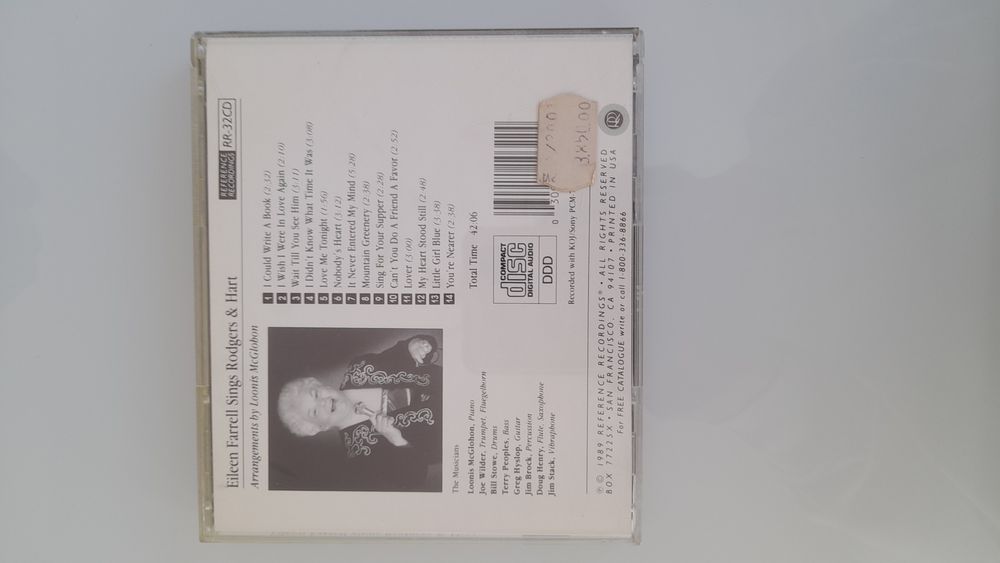 Eileen Farrell Sings Rodgers & Hart
Arrangements by Loonis McGlohon
REFERENCE
RECORDINGS
RR-32CD
1 I Could Write A Book (2:32)
2 I Wish I Were In Love Again (2:10)
3 Wait Till You See Him (3:11)
4 I Didn't Know What Time It Was (3:08)
5 Love Me Tonight (1:56)
6 Nobody's Heart (3:12)
7 It Never Entered My Mind (5:28)
8 Mountain Greenery (2:38)
9 Sing For Your Supper (2:28)
10 Can't You Do A Friend A Favor (2:52)
11 Lover (3:00)
12 My Heart Stood Still (2:48)
13 Little Girl Blue (3:38)
14 You're Nearer (2:38)
Total Time 42:06
The Musicians
Loonis McGlohon, Piano
Joe Wilder, Trumpet, Fluegelhorn
Bill Stowe, Drums
Terry Peoples, Bass
Greg Hyslop, Guitar
Jim Brock, Percussion
Doug Henry, Flute, Saxophone
Jim Stack, Vibraphone
COMPACT
disc
DIGITAL AUDIO
DDD
0 30
Recorded with KOJ/Sony PCM
3.850.00
RR
℗ © 1989, REFERENCE RECORDINGS® • ALL RIGHTS RESERVED
BOX 77225X • SAN FRANCISCO, CA 94107 • PRINTED IN USA
For FREE CATALOGUE write or call 1-800-336-8866